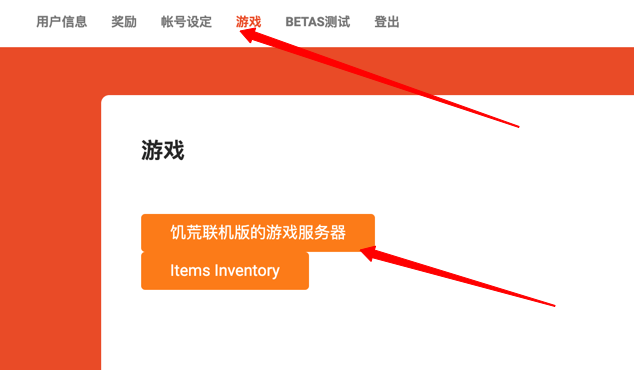 用户信息 奖励 帐号设定 游戏 BETAS测试 登出
游戏
饥荒联机版的游戏服务器
Items Inventory